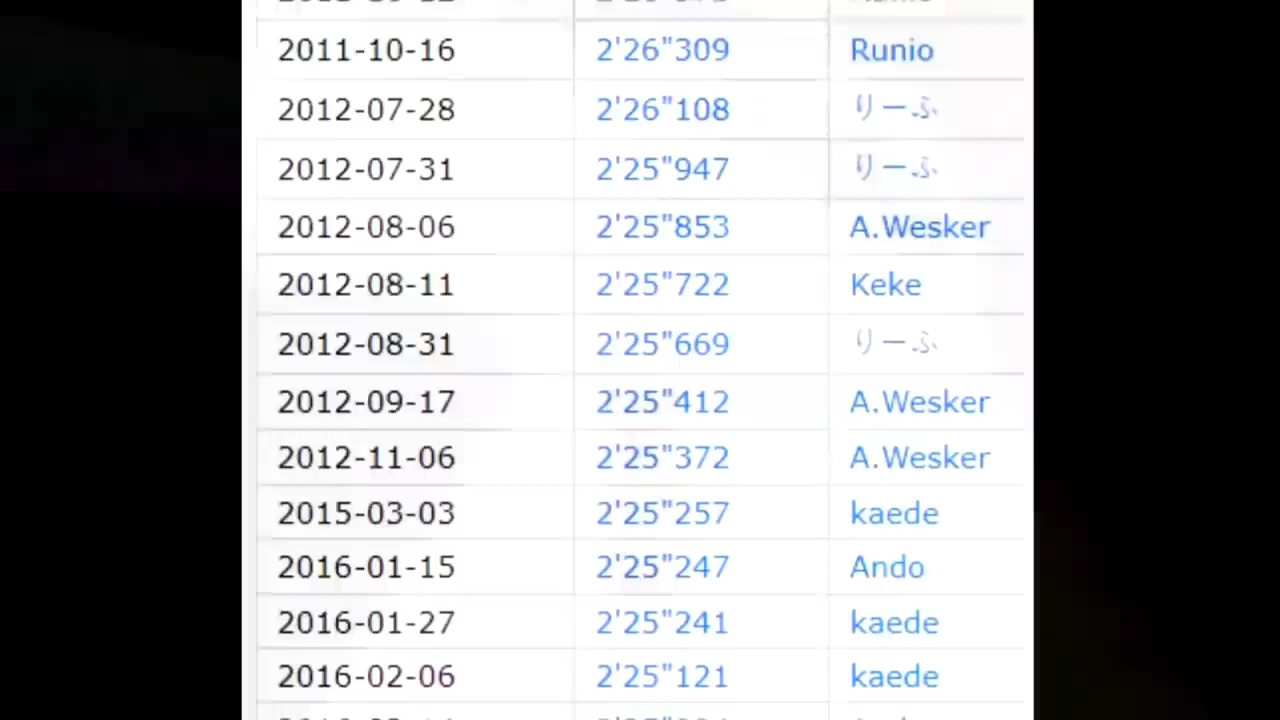 2011-10-16 2'26"309 Runio
2012-07-28 2'26"108 りーふ
2012-07-31 2'25"947 りーふ
2012-08-06 2'25"853 A.Wesker
2012-08-11 2'25"722 Keke
2012-08-31 2'25"669 りーふ
2012-09-17 2'25"412 A.Wesker
2012-11-06 2'25"372 A.Wesker
2015-03-03 2'25"257 kaede
2016-01-15 2'25"247 Ando
2016-01-27 2'25"241 kaede
2016-02-06 2'25"121 kaede